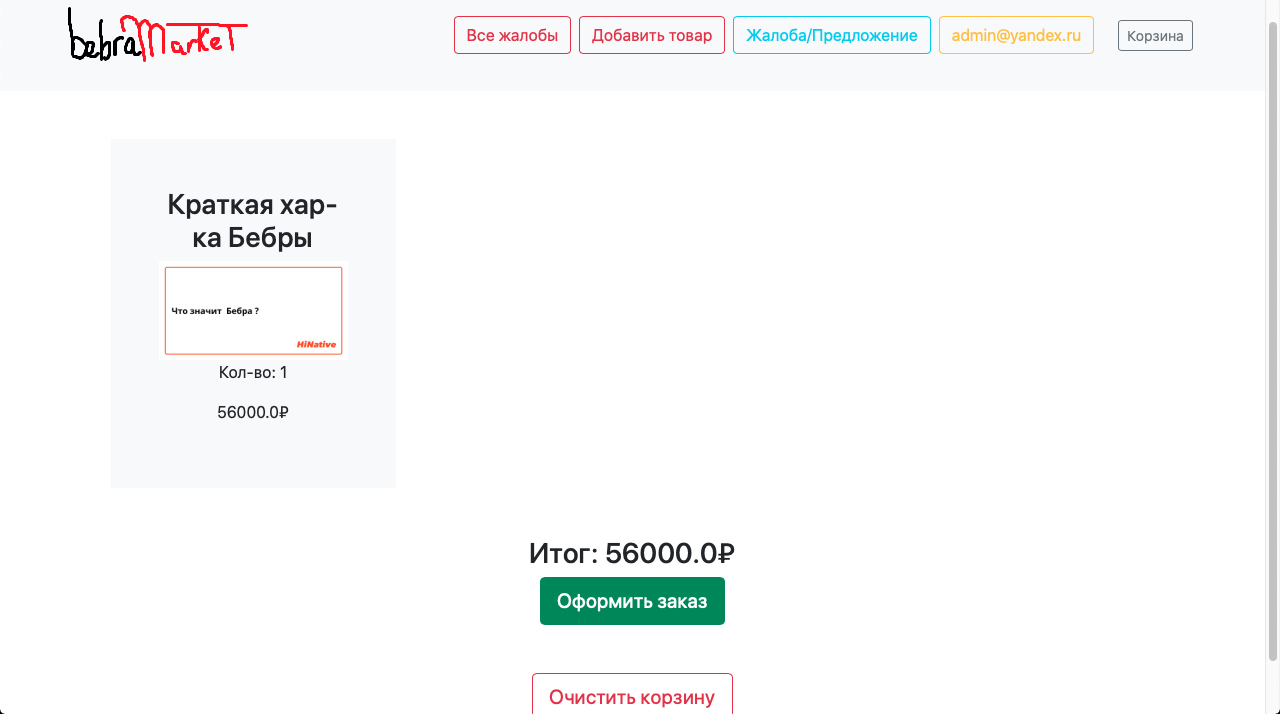 bebraMarkeT
Все жалобы
Добавить товар
Жалоба/Предложение
admin@yandex.ru
Корзина
Краткая хар-
ка Бебры
Что значит Бебра ?
HiNative
Кол-во: 1
56000.0₽
Итог: 56000.0₽
Оформить заказ
Очистить корзину